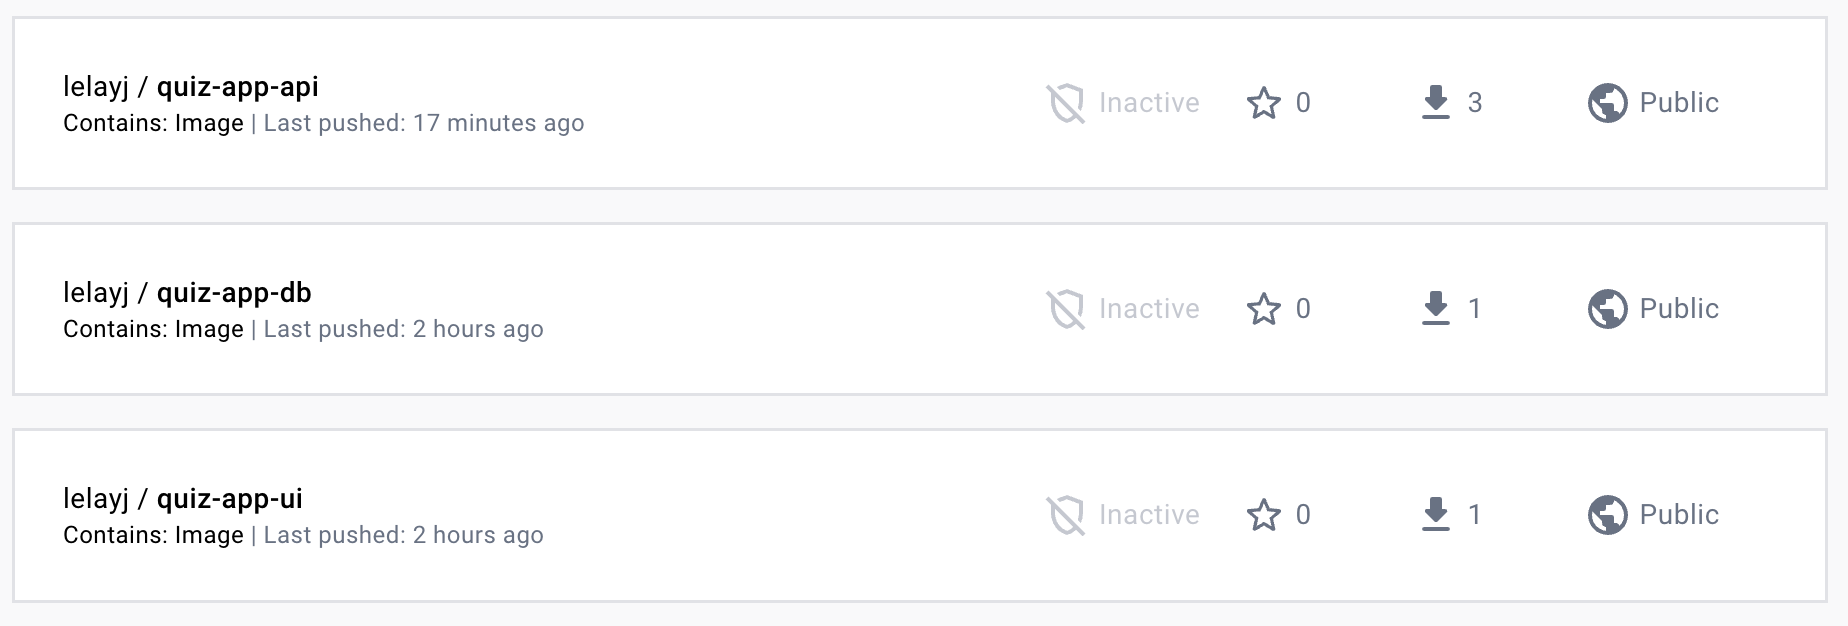 lelayj / quiz-app-api
Contains: Image | Last pushed: 17 minutes ago
Inactive 0 3 Public
lelayj / quiz-app-db
Contains: Image | Last pushed: 2 hours ago
Inactive 0 1 Public
lelayj / quiz-app-ui
Contains: Image | Last pushed: 2 hours ago
Inactive 0 1 Public